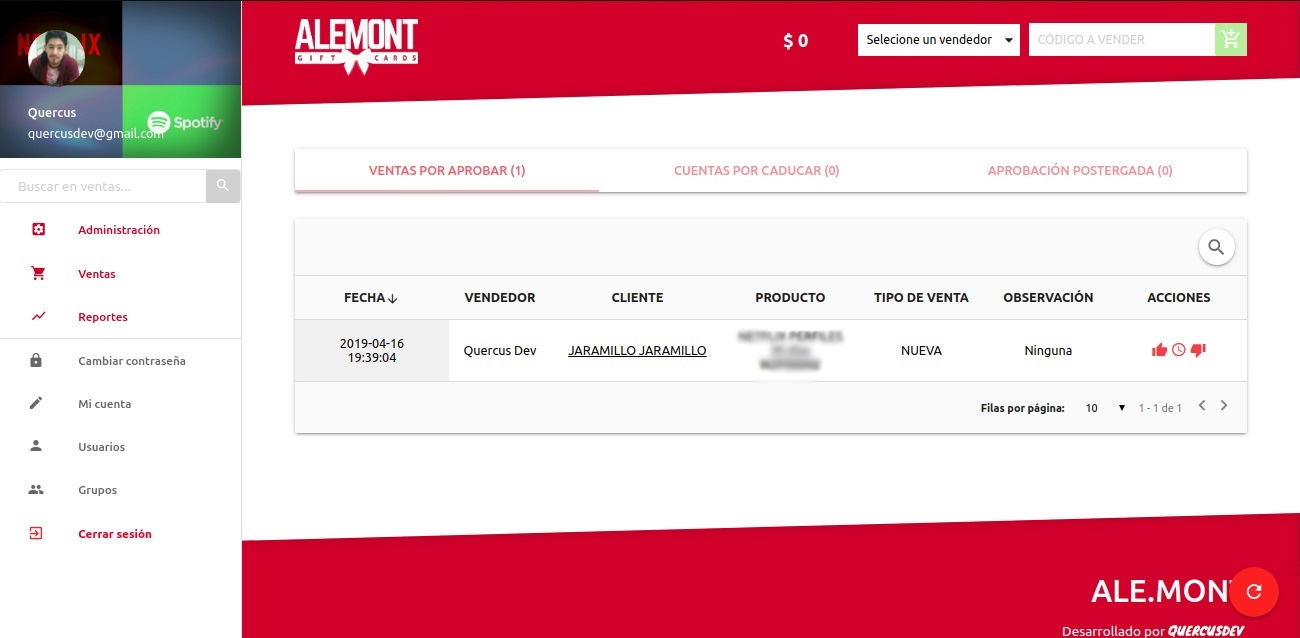 NETFLIX
Quercus
quercusdev@gmail.com
Spotify
Buscar en ventas...
Administración
Ventas
Reportes
Cambiar contraseña
Mi cuenta
Usuarios
Grupos
Cerrar sesión
ALEMONT
GIFT CARDS
$ 0
Selecione un vendedor
CÓDIGO A VENDER
VENTAS POR APROBAR (1)
CUENTAS POR CADUCAR (0)
APROBACIÓN POSTERGADA (0)
FECHA VENDEDOR CLIENTE PRODUCTO TIPO DE VENTA OBSERVACIÓN ACCIONES
2019-04-16
19:39:04
Quercus Dev
JARAMILLO JARAMILLO
NETFLIX PERFILES
NUEVA
Ninguna
Filas por página: 10 1 - 1 de 1
ALE.MON
Desarrollado por QUERCUSDEV